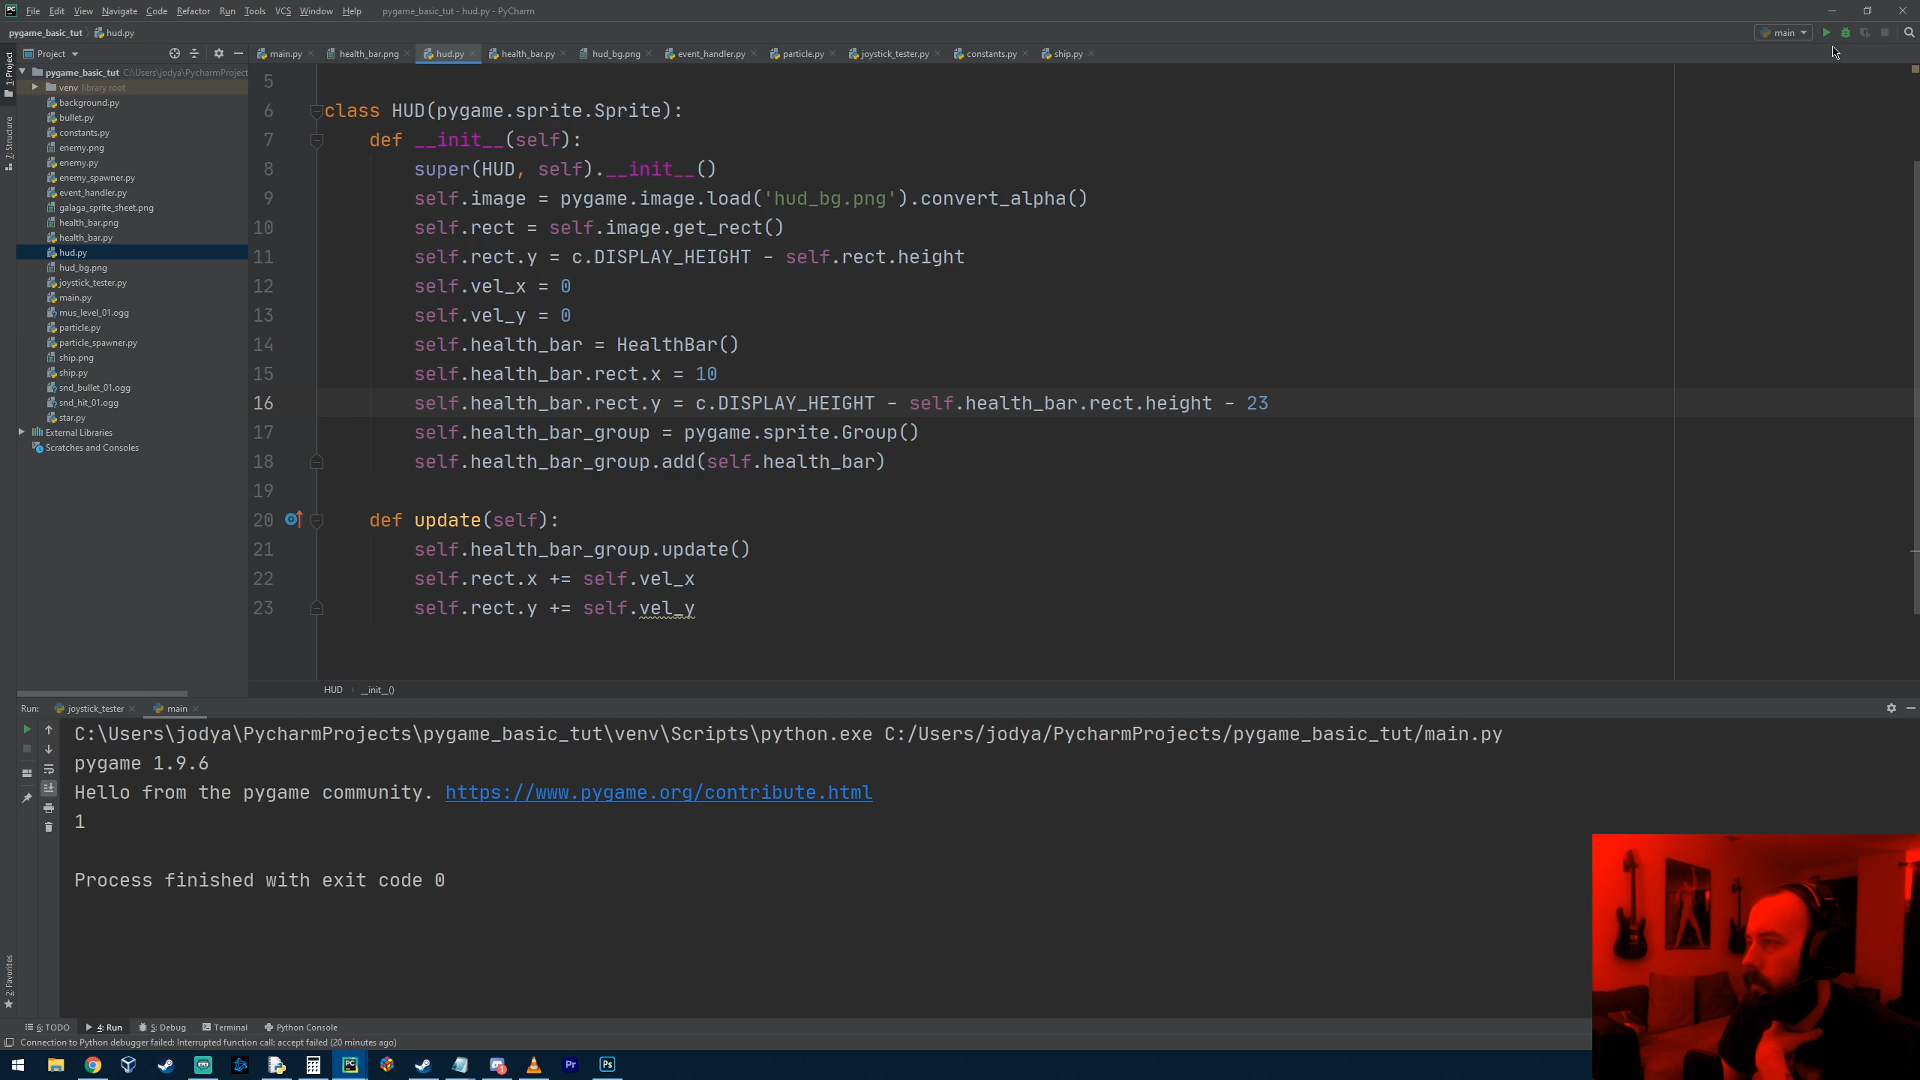 File Edit View Navigate Code Refactor Run Tools VCS Window Help pygame_basic_tut - hud.py - PyCharm
pygame_basic_tut hud.py main
Project main.py health_bar.png hud.py health_bar.py hud_bg.png event_handler.py particle.py joystick_tester.py constants.py ship.py
1: Project
7: Structure
2: Favorites
pygame_basic_tut C:\Users\jodya\PycharmProject
venv library root
background.py
bullet.py
constants.py
enemy.png
enemy.py
enemy_spawner.py
event_handler.py
galaga_sprite_sheet.png
health_bar.png
health_bar.py
hud.py
hud_bg.png
joystick_tester.py
main.py
mus_level_01.ogg
particle.py
particle_spawner.py
ship.png
ship.py
snd_bullet_01.ogg
snd_hit_01.ogg
star.py
External Libraries
Scratches and Consoles
5
6 class HUD(pygame.sprite.Sprite):
7 def __init__(self):
8 super(HUD, self).__init__()
9 self.image = pygame.image.load('hud_bg.png').convert_alpha()
10 self.rect = self.image.get_rect()
11 self.rect.y = c.DISPLAY_HEIGHT - self.rect.height
12 self.vel_x = 0
13 self.vel_y = 0
14 self.health_bar = HealthBar()
15 self.health_bar.rect.x = 10
16 self.health_bar.rect.y = c.DISPLAY_HEIGHT - self.health_bar.rect.height - 23
17 self.health_bar_group = pygame.sprite.Group()
18 self.health_bar_group.add(self.health_bar)
19
20 def update(self):
21 self.health_bar_group.update()
22 self.rect.x += self.vel_x
23 self.rect.y += self.vel_y
HUD › __init__()
Run: joystick_tester main
C:\Users\jodya\PycharmProjects\pygame_basic_tut\venv\Scripts\python.exe C:/Users/jodya/PycharmProjects/pygame_basic_tut/main.py
pygame 1.9.6
Hello from the pygame community. https://www.pygame.org/contribute.html
1
Process finished with exit code 0
6: TODO 4: Run 5: Debug Terminal Python Console
Connection to Python debugger failed: Interrupted function call: accept failed (20 minutes ago)
PC Pr Ps